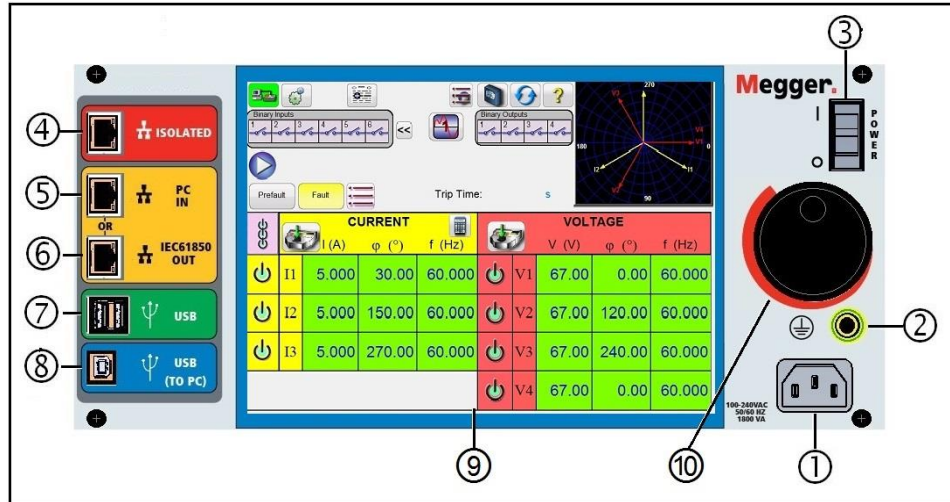 ③
Megger.
POWER
I
O
④
ISOLATED
⑤
PC IN
OR
⑥
IEC61850 OUT
⑦
USB
⑧
USB (TO PC)
?
Binary Inputs
1 2 3 4 5 6
<<
Binary Outputs
1 2 3 4
270
180
0
90
V3
V4
V1
I2
I1
Prefault
Fault
Trip Time: s
CURRENT
I (A) φ (°) f (Hz)
VOLTAGE
V (V) φ (°) f (Hz)
I1 5.000 30.00 60.000 V1 67.00 0.00 60.000
I2 5.000 150.00 60.000 V2 67.00 120.00 60.000
I3 5.000 270.00 60.000 V3 67.00 240.00 60.000
V4 67.00 0.00 60.000
②
100-240VAC
50/60 HZ
1800 VA
⑨
⑩
①